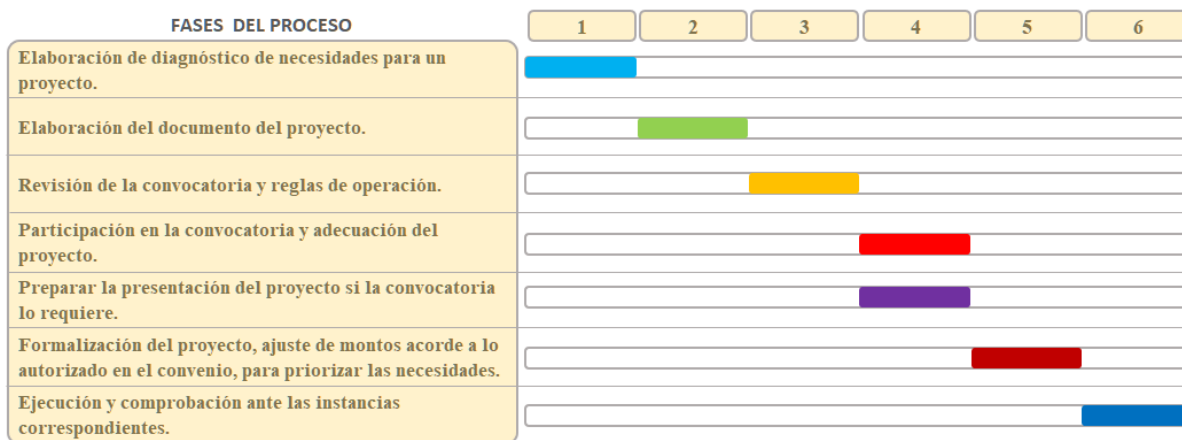 FASES DEL PROCESO
1 2 3 4 5 6
Elaboración de diagnóstico de necesidades para un
proyecto.
Elaboración del documento del proyecto.
Revisión de la convocatoria y reglas de operación.
Participación en la convocatoria y adecuación del
proyecto.
Preparar la presentación del proyecto si la convocatoria
lo requiere.
Formalización del proyecto, ajuste de montos acorde a lo
autorizado en el convenio, para priorizar las necesidades.
Ejecución y comprobación ante las instancias
correspondientes.